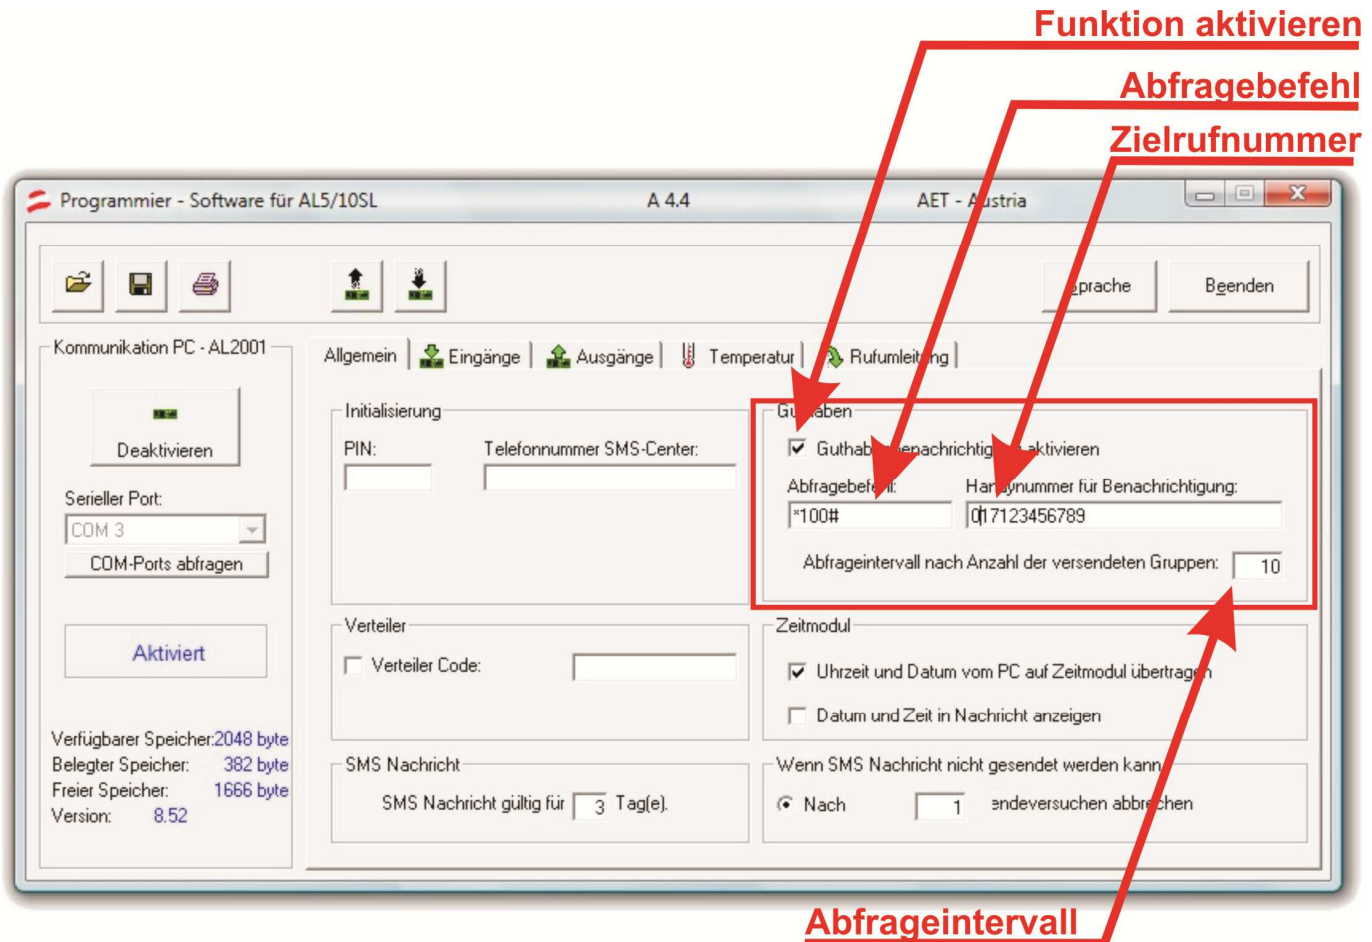 Funktion aktivieren
Abfragebefehl
Zielrufnummer
Programmier - Software für AL5/10SL A 4.4 AET - Austria
Sprache Beenden
Kommunikation PC - AL2001
Allgemein Eingänge Ausgänge Temperatur Rufumleitung
Initialisierung
Guthaben
PIN: Telefonnummer SMS-Center:
Guthabenbenachrichtigung aktivieren
Deaktivieren
Abfragebefehl: Handynummer für Benachrichtigung:
*100# 017123456789
Serieller Port:
COM 3
COM-Ports abfragen
Abfrageintervall nach Anzahl der versendeten Gruppen: 10
Verteiler
Zeitmodul
Aktiviert
Verteiler Code:
Uhrzeit und Datum vom PC auf Zeitmodul übertragen
Datum und Zeit in Nachricht anzeigen
Verfügbarer Speicher:2048 byte
Belegter Speicher: 382 byte
Freier Speicher: 1666 byte
Version: 8.52
SMS Nachricht
SMS Nachricht gültig für 3 Tag(e).
Wenn SMS Nachricht nicht gesendet werden kann
Nach 1 endeversuchen abbrechen
Abfrageintervall